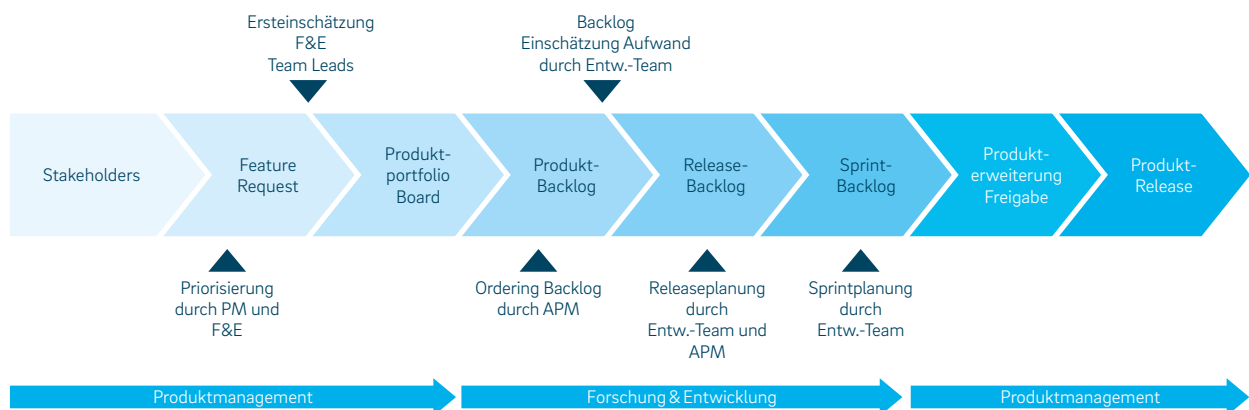 Ersteinschätzung
F&E
Team Leads
Backlog
Einschätzung Aufwand
durch Entw.-Team
Stakeholders
Feature
Request
Produkt-
portfolio
Board
Produkt-
Backlog
Release-
Backlog
Sprint-
Backlog
Produkt-
erweiterung
Freigabe
Produkt-
Release
Priorisierung
durch PM und
F&E
Ordering Backlog
durch APM
Releaseplanung
durch
Entw.-Team und
APM
Sprintplanung
durch
Entw.-Team
Produktmanagement
Forschung & Entwicklung
Produktmanagement